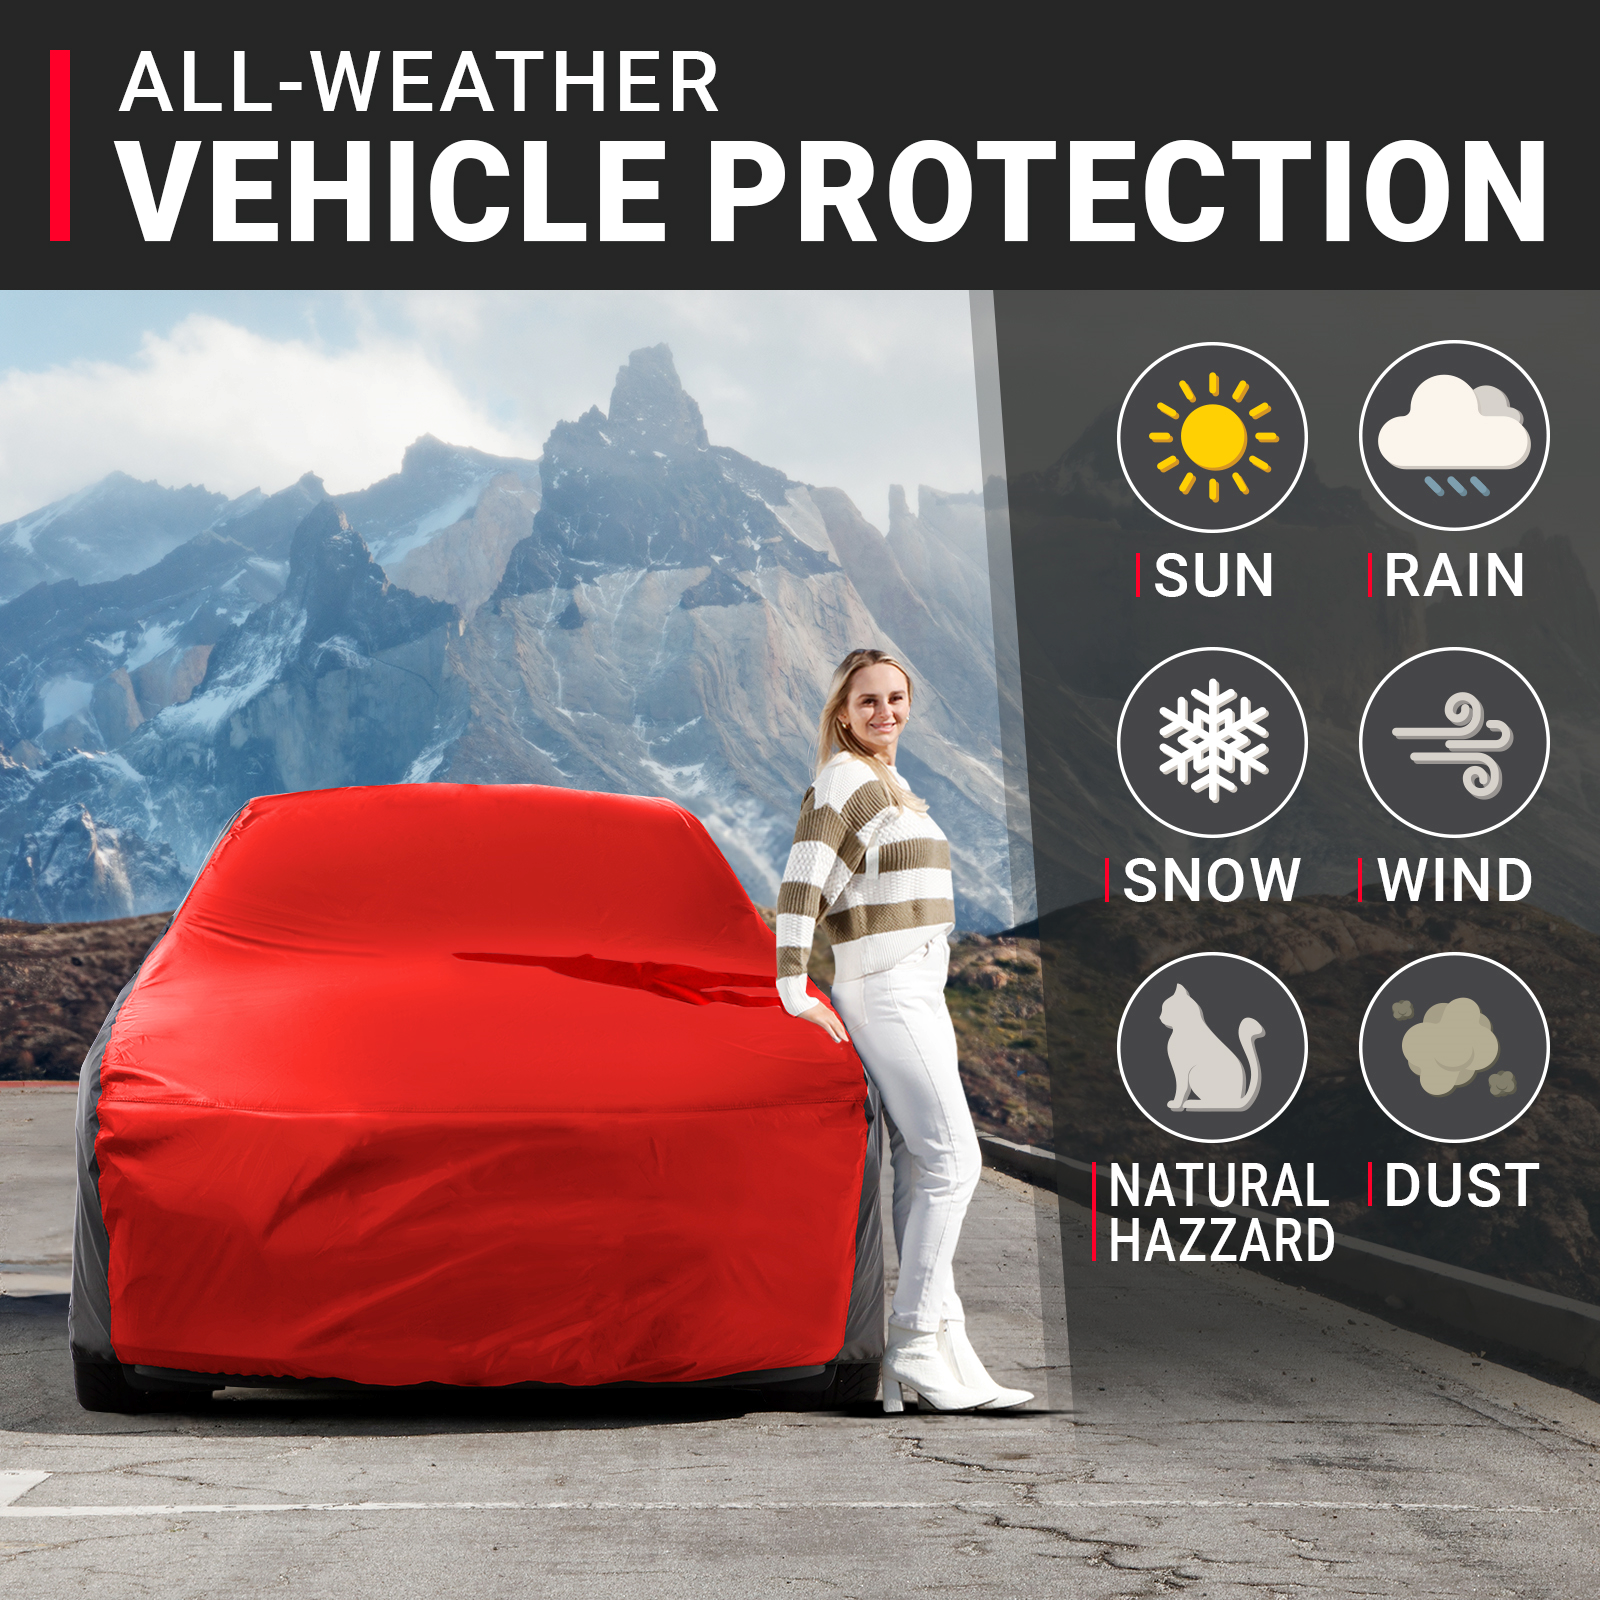 ALL-WEATHER
VEHICLE PROTECTION
SUN
RAIN
SNOW
WIND
NATURAL
HAZZARD
DUST